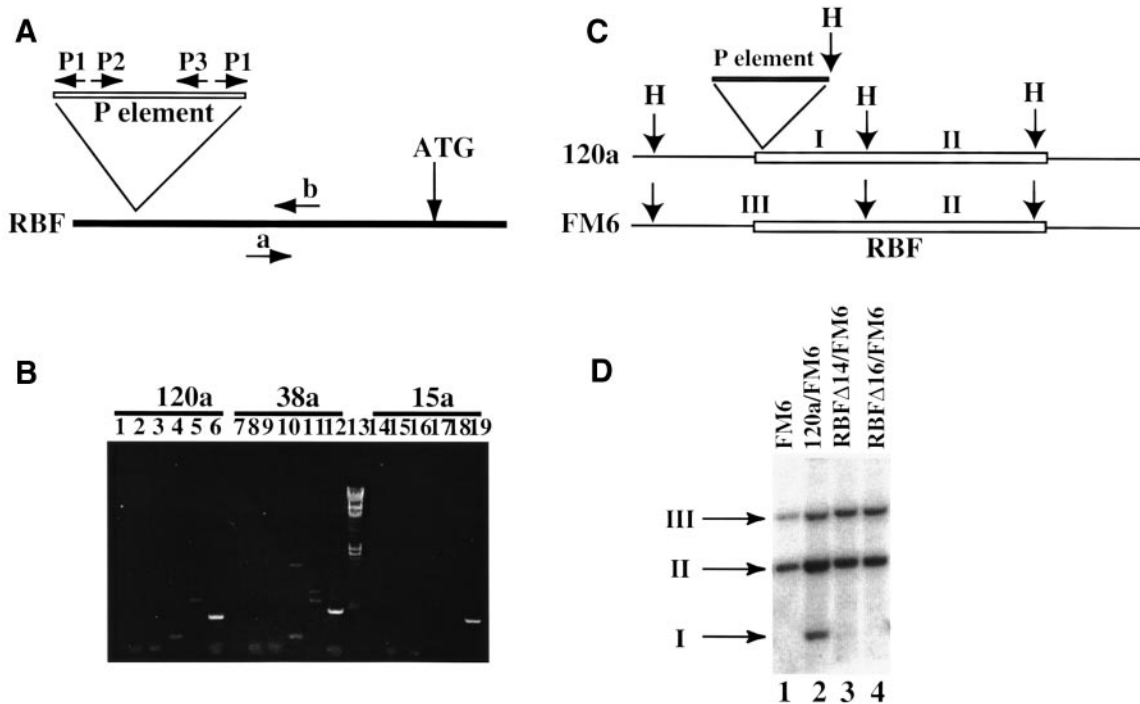 A
P1 P2 P3 P1
P element
ATG
b
RBF
a
B
120a 38a 15a
1 2 3 4 5 6 7 8 9 10 11 12 13 14 15 16 17 18 19
C
H
P element
H H H
I II
120a
III II
FM6
RBF
D
FM6
120a/FM6
RBFΔ14/FM6
RBFΔ16/FM6
III
II
I
1 2 3 4